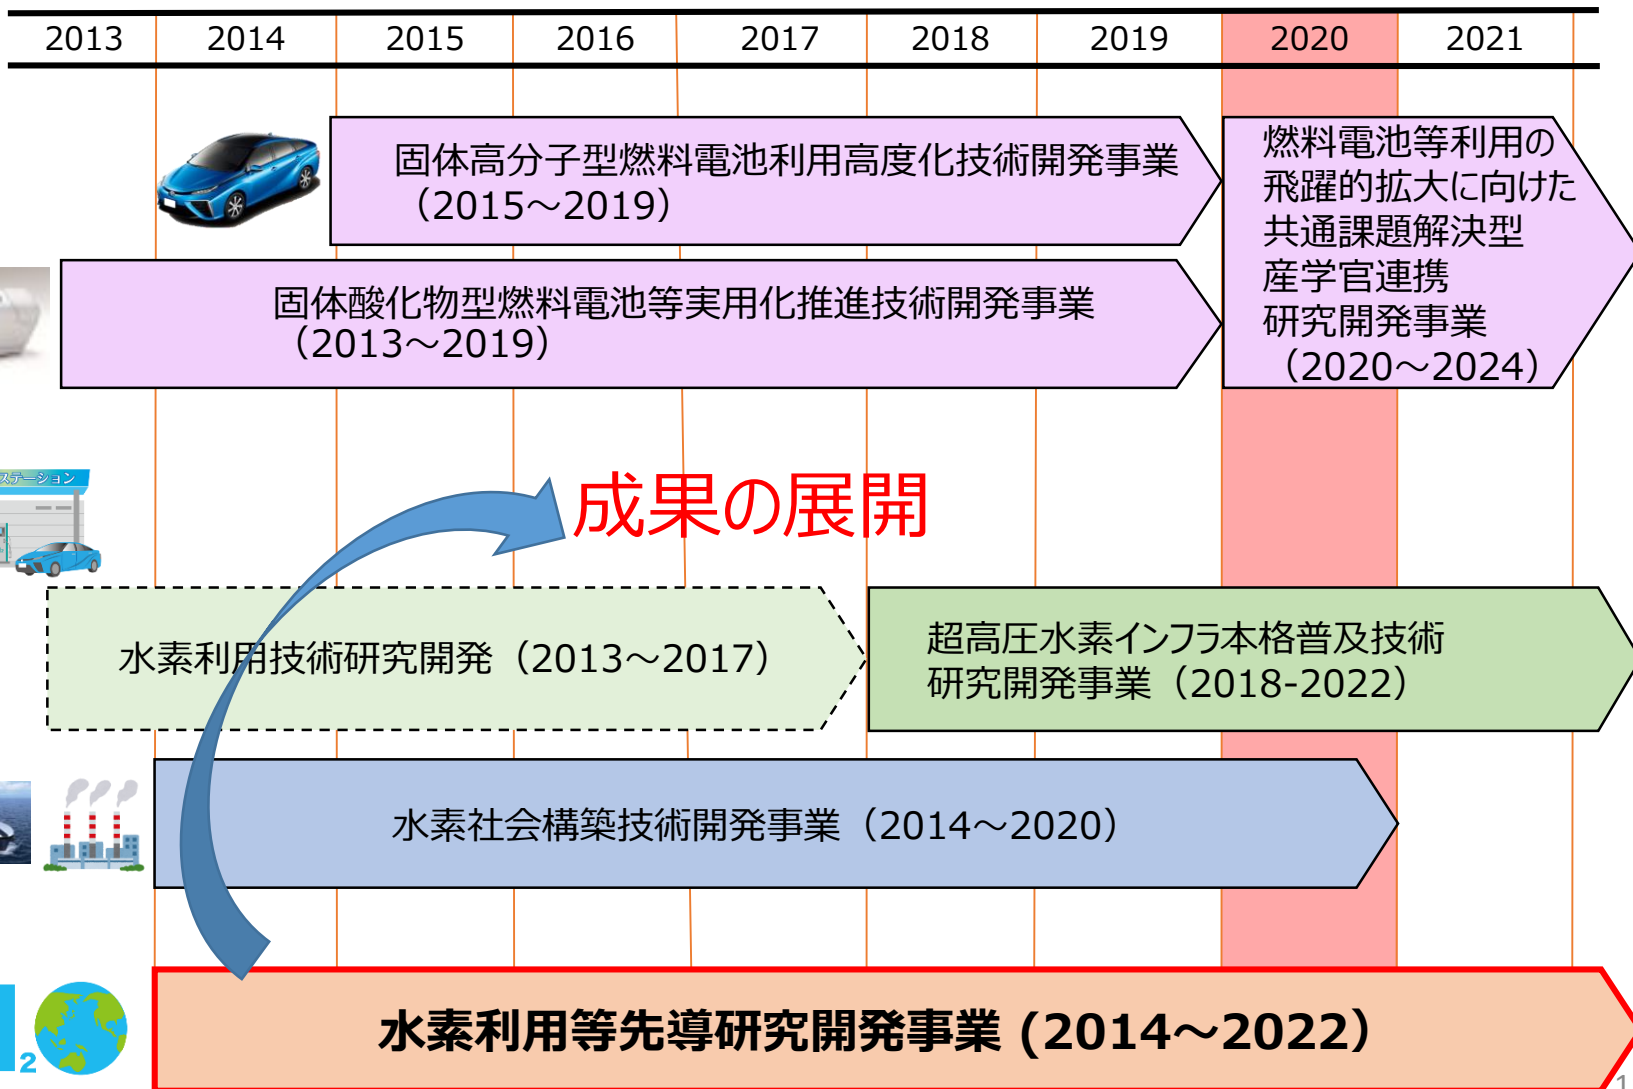 2013 2014 2015 2016 2017 2018 2019 2020 2021
固体高分子型燃料電池利用高度化技術開発事業
（2015～2019）
燃料電池等利用の
飛躍的拡大に向けた
共通課題解決型
産学官連携
研究開発事業
（2020～2024）
固体酸化物型燃料電池等実用化推進技術開発事業
（2013～2019）
ステーション
成果の展開
水素利用技術研究開発（2013～2017）
超高圧水素インフラ本格普及技術
研究開発事業（2018-2022）
水素社会構築技術開発事業（2014～2020）
2
水素利用等先導研究開発事業 (2014～2022）
1